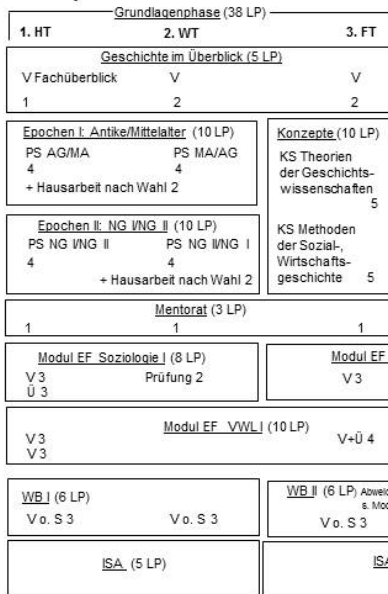 Grundlagenphase (38 LP)
1. HT 2. WT 3. FT
Geschichte im Überblick (5 LP)
V Fachüberblick V V
1 2 2
Epochen I: Antike/Mittelalter (10 LP)
PS AG/MA PS MA/AG
4 4
+ Hausarbeit nach Wahl 2
Konzepte (10 LP)
KS Theorien
der Geschichts-
wissenschaften
5
KS Methoden
der Sozial-,
Wirtschafts-
geschichte 5
Epochen II: NG I/NG II (10 LP)
PS NG I/NG II PS NG II/NG I
4 4
+ Hausarbeit nach Wahl 2
Mentorat (3 LP)
1 1 1
Modul EF Soziologie I (8 LP)
V 3 Prüfung 2
Ü 3
Modul EF
V 3
Modul EF VWL I (10 LP)
V 3 V+Ü 4
V 3
WB I (6 LP)
V o. S 3 V o. S 3
WB II (6 LP) Abweic
s. Mod
V o. S 3
ISA (5 LP)
ISA